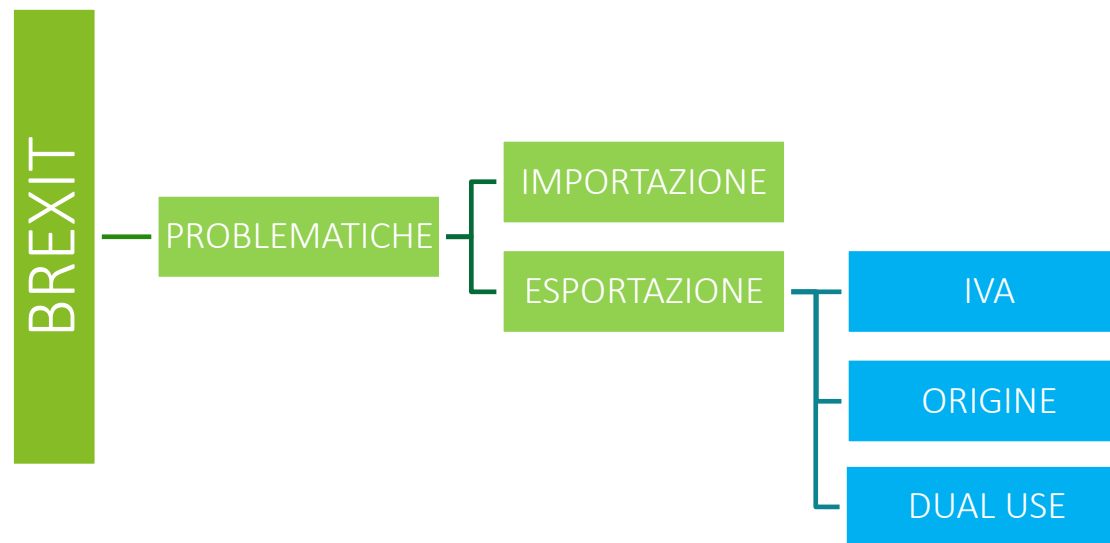 BREXIT
PROBLEMATICHE
IMPORTAZIONE
ESPORTAZIONE
IVA
ORIGINE
DUAL USE